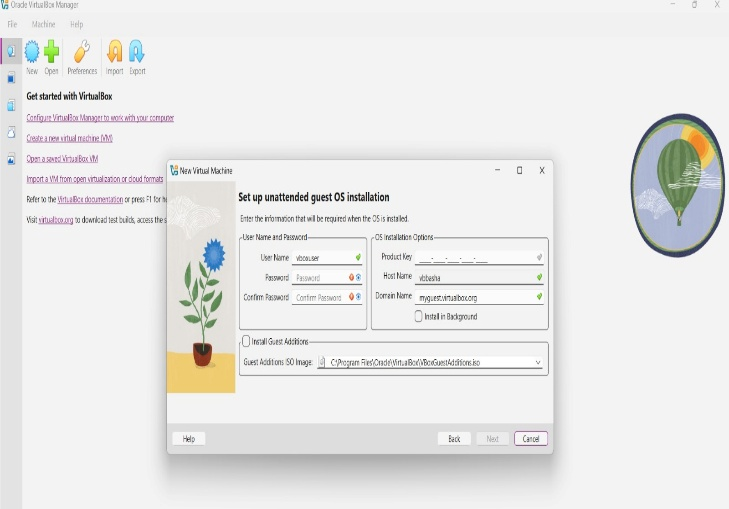 Oracle VirtualBox Manager
File Machine Help
New Open Preferences Import Export
Get started with VirtualBox
Configure VirtualBox Manager to work with your computer
Create a new virtual machine (VM)
Open a saved VirtualBox VM
Import a VM from open virtualization or cloud formats
Refer to the VirtualBox documentation or press F1 for
Visit virtualbox.org to download test builds, access the
New Virtual Machine
Set up unattended guest OS installation
Enter the information that will be required when the OS is installed.
User Name and Password
User Name vboxuser
Password Password
Confirm Password Confirm Password
OS Installation Options
Product Key
Host Name vbbasha
Domain Name myguest.virtualbox.org
Install in Background
Install Guest Additions
Guest Additions ISO Image: C:\Program Files\Oracle\VirtualBox\VBoxGuestAdditions.iso
Help Back Next Cancel